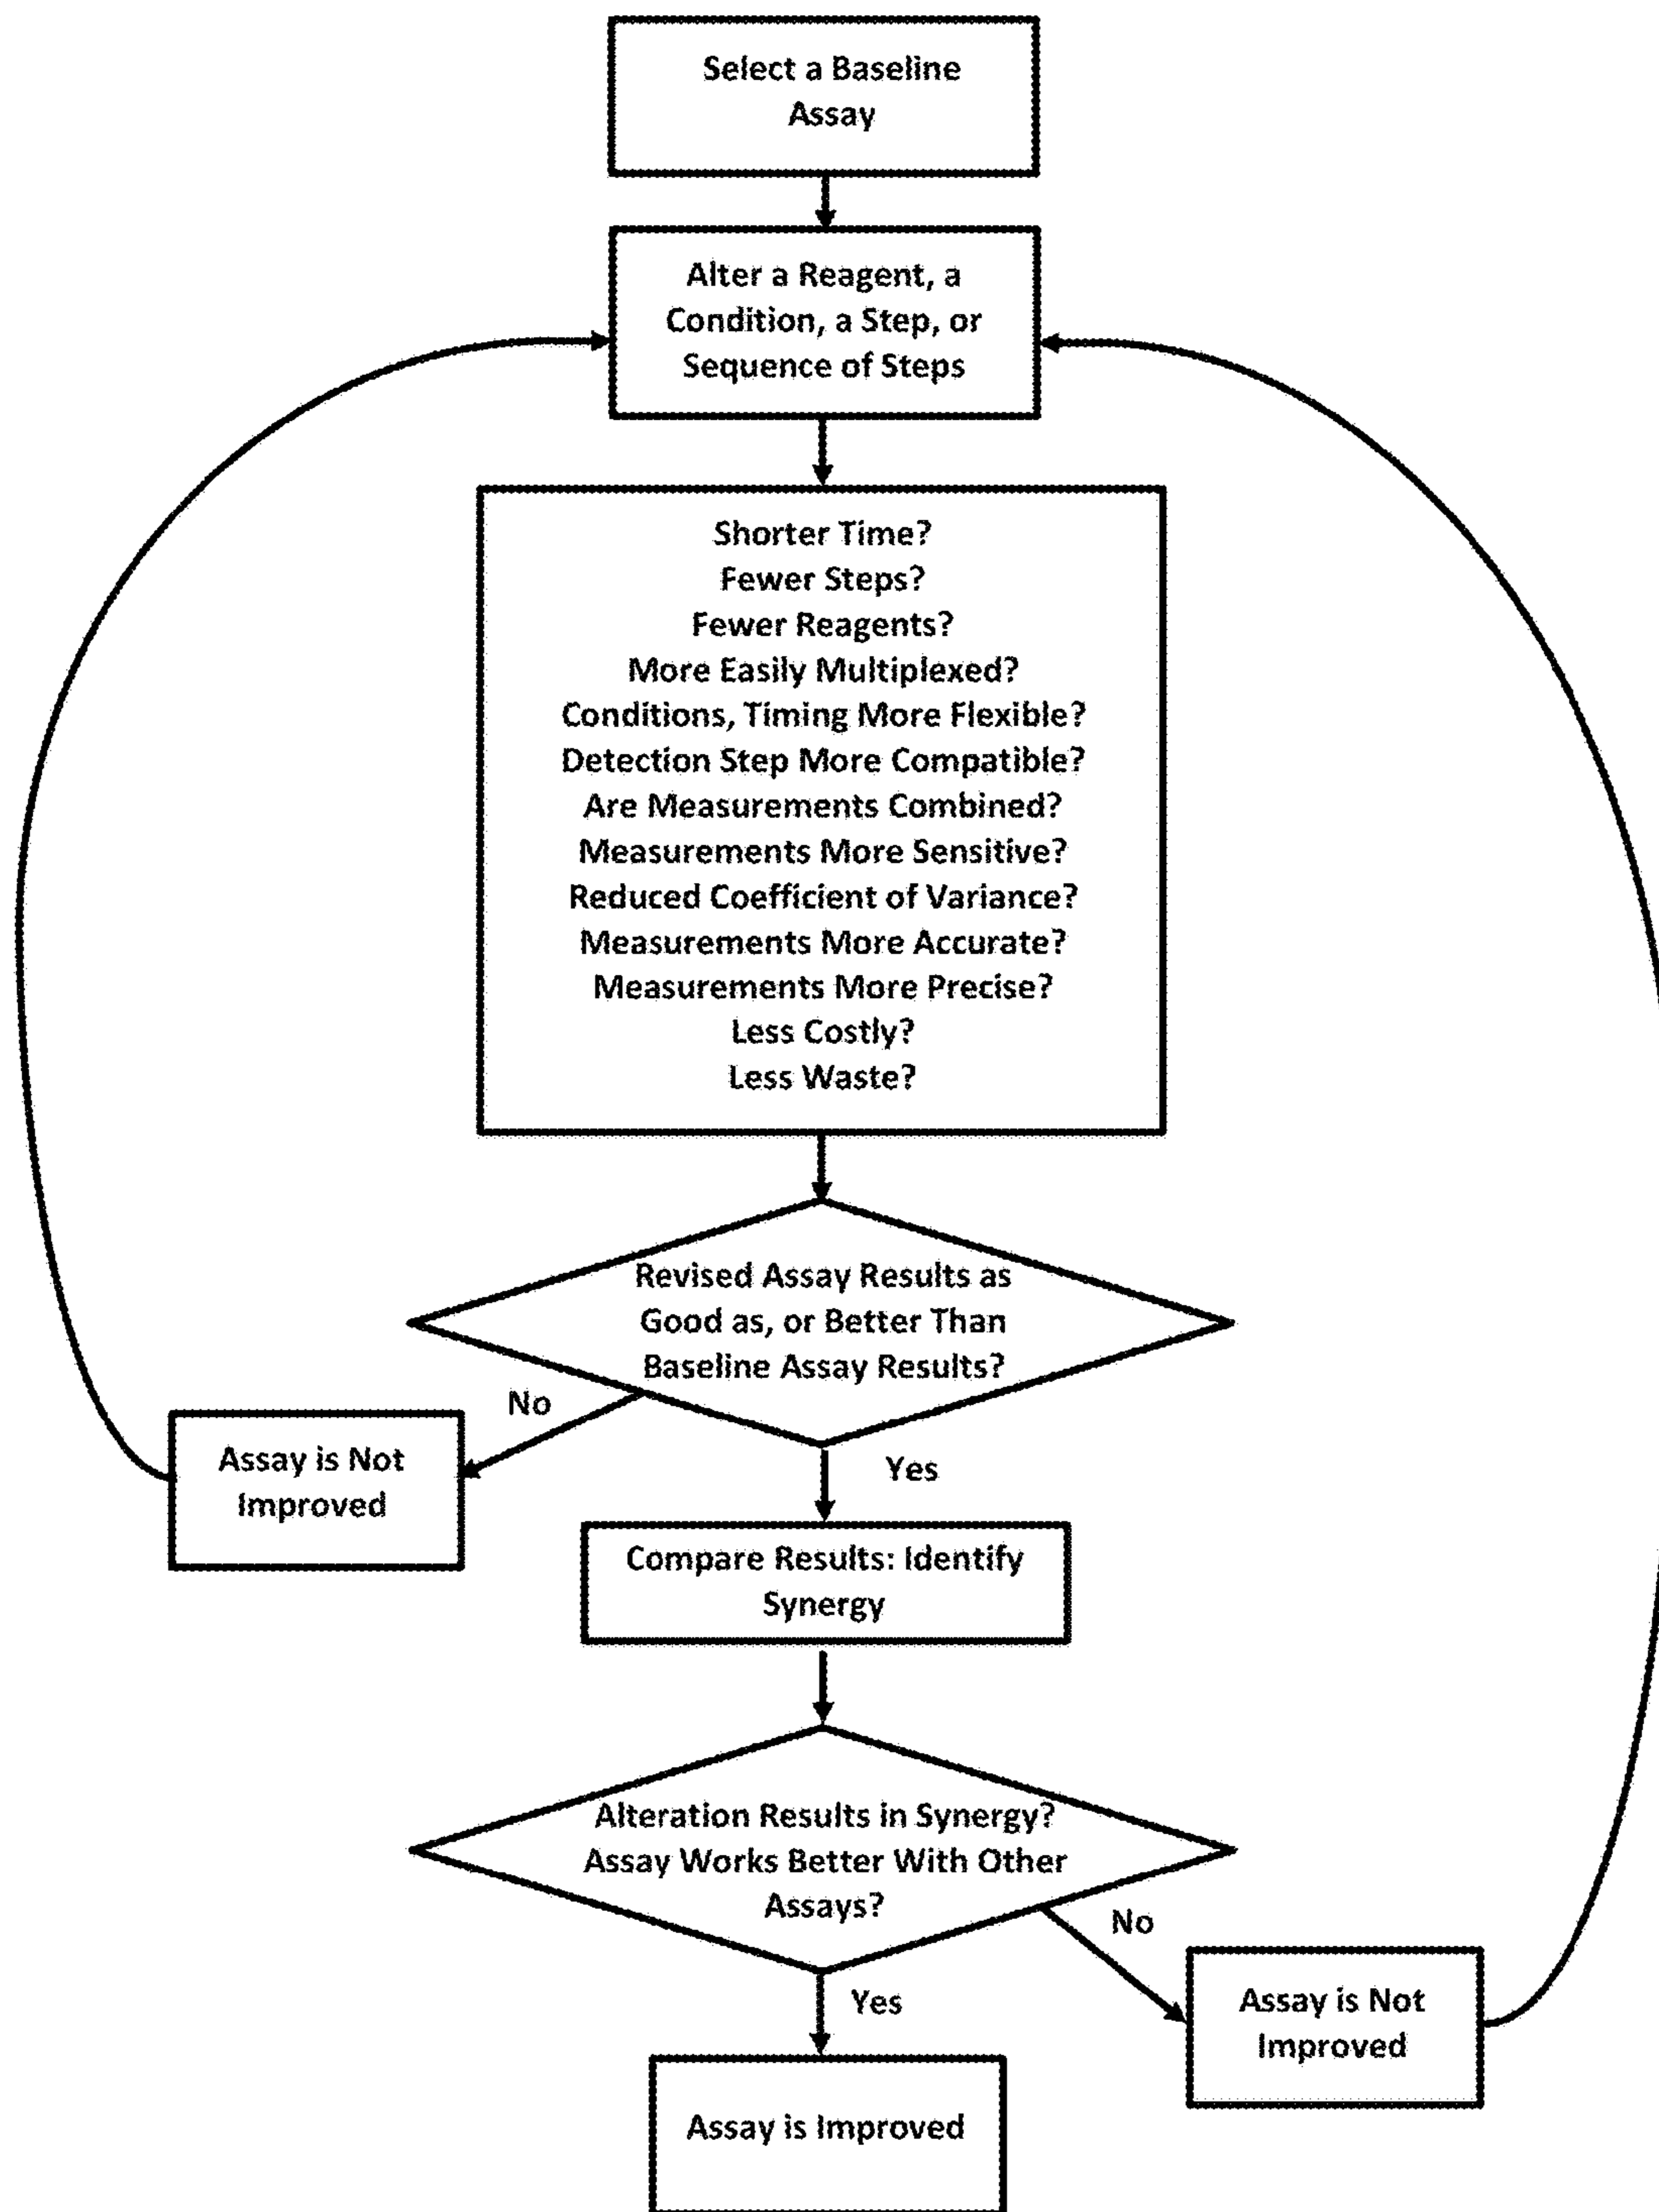 Select a Baseline
Assay
Alter a Reagent, a
Condition, a Step, or
Sequence of Steps
Shorter Time?
Fewer Steps?
Fewer Reagents?
More Easily Multiplexed?
Conditions, Timing More Flexible?
Detection Step More Compatible?
Are Measurements Combined?
Measurements More Sensitive?
Reduced Coefficient of Variance?
Measurements More Accurate?
Measurements More Precise?
Less Costly?
Less Waste?
Revised Assay Results as
Good as, or Better Than
Baseline Assay Results?
No
Assay is Not
Improved
Yes
Compare Results: Identify
Synergy
Alteration Results in Synergy?
Assay Works Better With Other
Assays?
No
Assay is Not
Improved
Yes
Assay is Improved